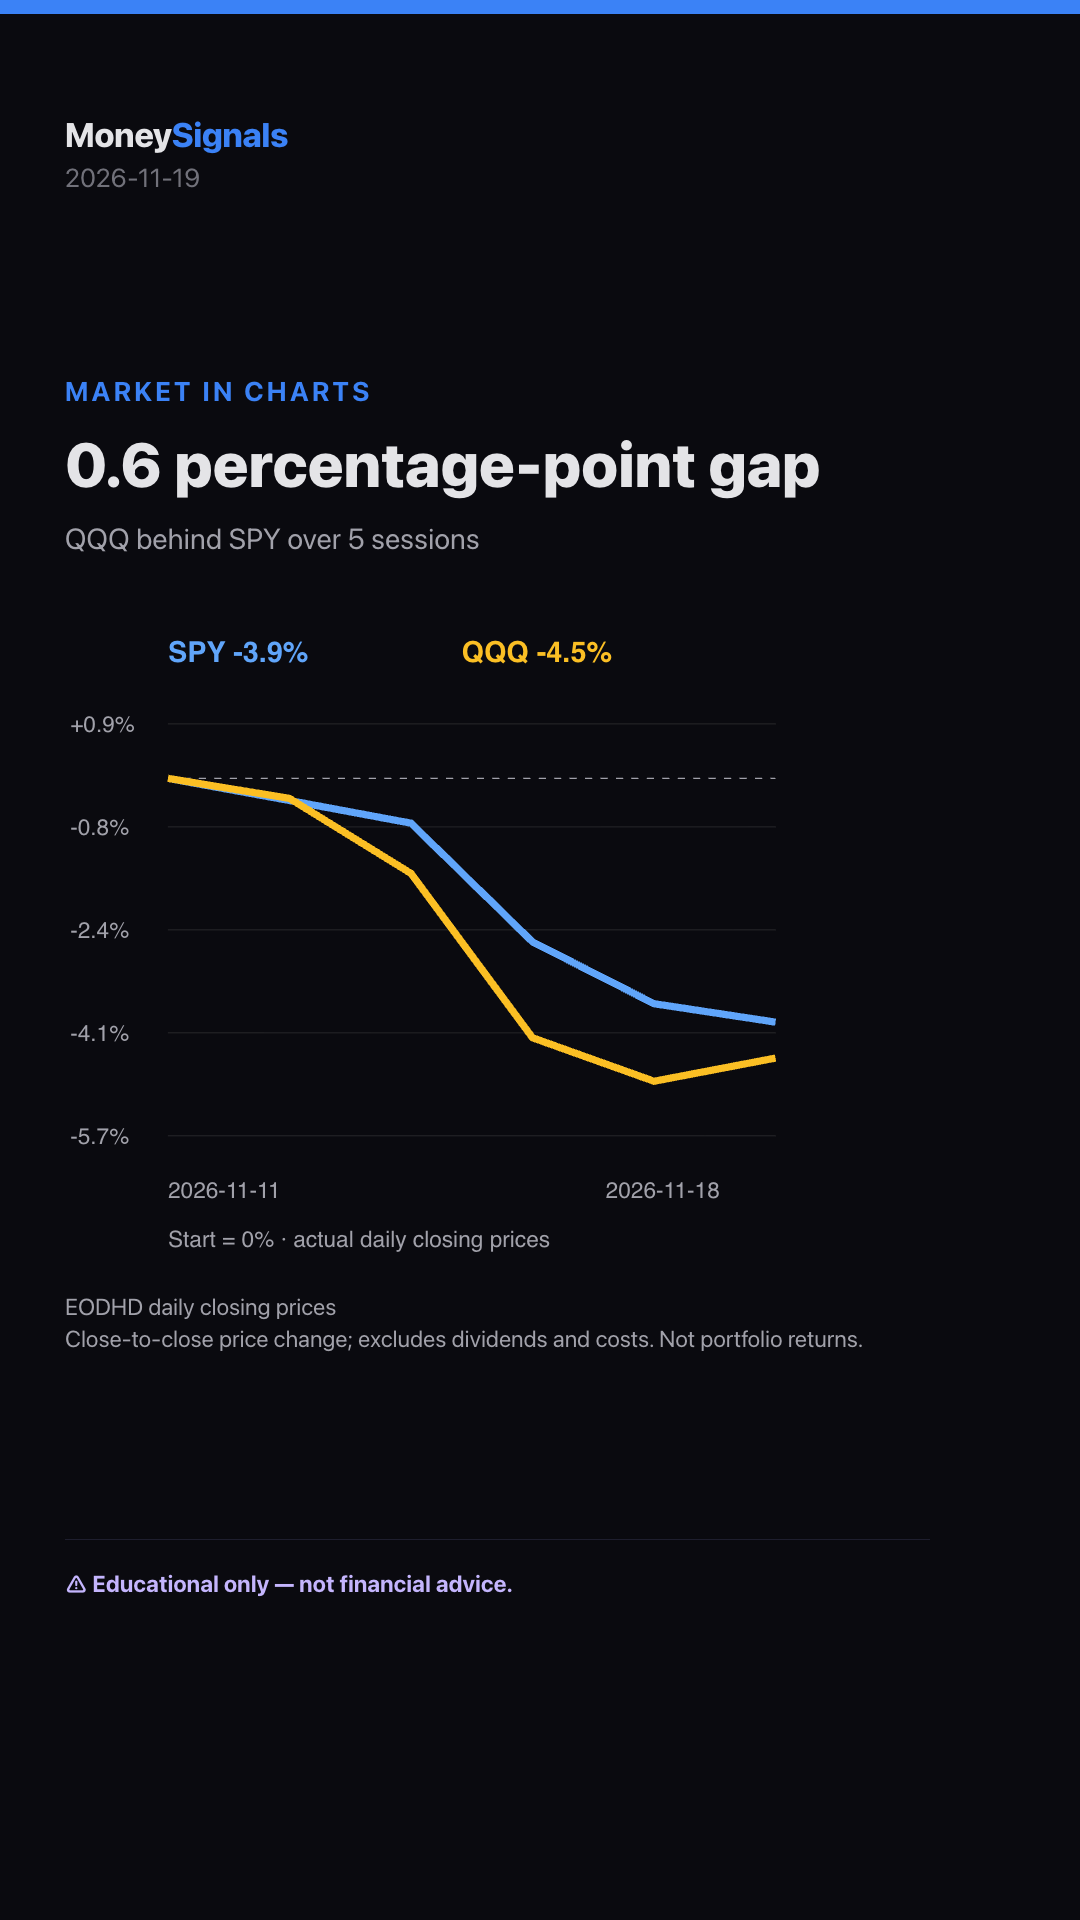 MoneySignals
2026-11-19
MARKET IN CHARTS
0.6 percentage-point gap
QQQ behind SPY over 5 sessions
SPY -3.9% QQQ -4.5%
+0.9%
-0.8%
-2.4%
-4.1%
-5.7%
2026-11-11 2026-11-18
Start = 0% · actual daily closing prices
EODHD daily closing prices
Close-to-close price change; excludes dividends and costs. Not portfolio returns.
⚠ Educational only — not financial advice.